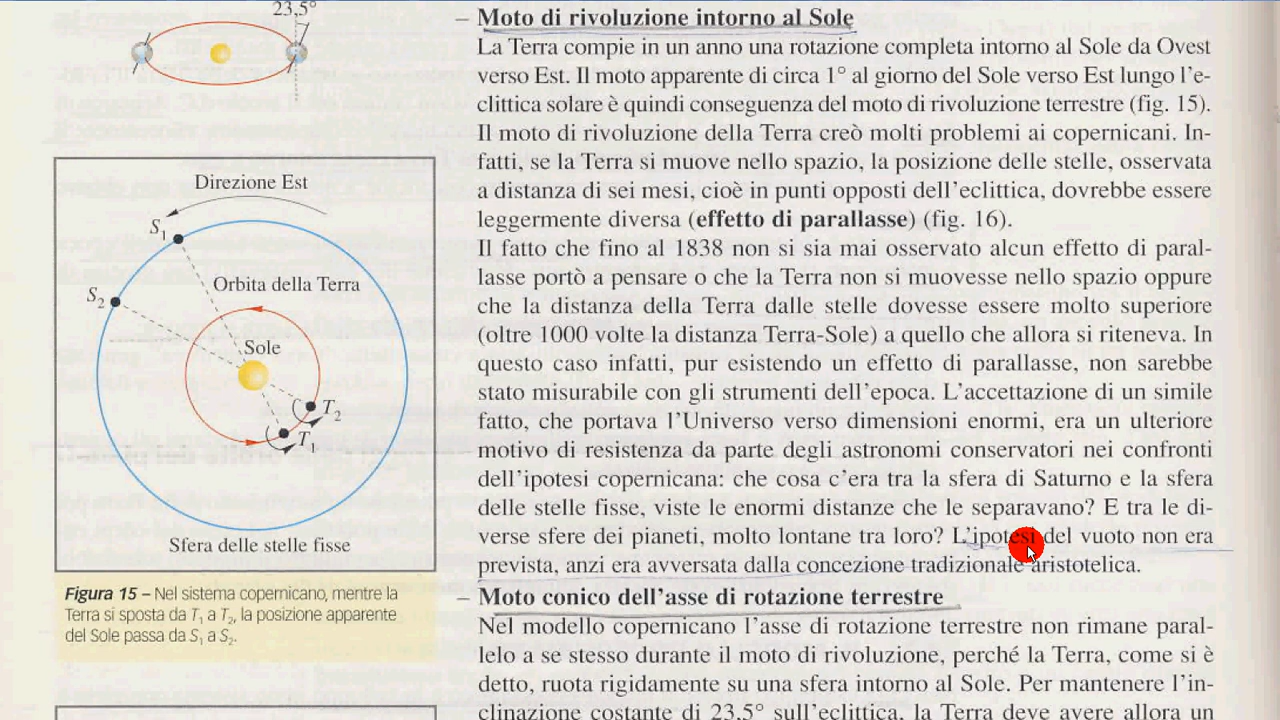 23,5°
Direzione Est
S1
S2
Orbita della Terra
Sole
T2
T1
Sfera delle stelle fisse
Figura 15 – Nel sistema copernicano, mentre la
Terra si sposta da T1 a T2, la posizione apparente
del Sole passa da S1 a S2.
– Moto di rivoluzione intorno al Sole
La Terra compie in un anno una rotazione completa intorno al Sole da Ovest
verso Est. Il moto apparente di circa 1° al giorno del Sole verso Est lungo l'e-
clittica solare è quindi conseguenza del moto di rivoluzione terrestre (fig. 15).
Il moto di rivoluzione della Terra creò molti problemi ai copernicani. In-
fatti, se la Terra si muove nello spazio, la posizione delle stelle, osservata
a distanza di sei mesi, cioè in punti opposti dell'eclittica, dovrebbe essere
leggermente diversa (effetto di parallasse) (fig. 16).
Il fatto che fino al 1838 non si sia mai osservato alcun effetto di paral-
lasse portò a pensare o che la Terra non si muovesse nello spazio oppure
che la distanza della Terra dalle stelle dovesse essere molto superiore
(oltre 1000 volte la distanza Terra-Sole) a quello che allora si riteneva. In
questo caso infatti, pur esistendo un effetto di parallasse, non sarebbe
stato misurabile con gli strumenti dell'epoca. L'accettazione di un simile
fatto, che portava l'Universo verso dimensioni enormi, era un ulteriore
motivo di resistenza da parte degli astronomi conservatori nei confronti
dell'ipotesi copernicana: che cosa c'era tra la sfera di Saturno e la sfera
delle stelle fisse, viste le enormi distanze che le separavano? E tra le di-
verse sfere dei pianeti, molto lontane tra loro? L'ipotesi del vuoto non era
prevista, anzi era avversata dalla concezione tradizionale aristotelica.
– Moto conico dell'asse di rotazione terrestre
Nel modello copernicano l'asse di rotazione terrestre non rimane paral-
lelo a se stesso durante il moto di rivoluzione, perché la Terra, come si è
detto, ruota rigidamente su una sfera intorno al Sole. Per mantenere l'in-
clinazione costante di 23,5° sull'eclittica, la Terra deve avere allora un